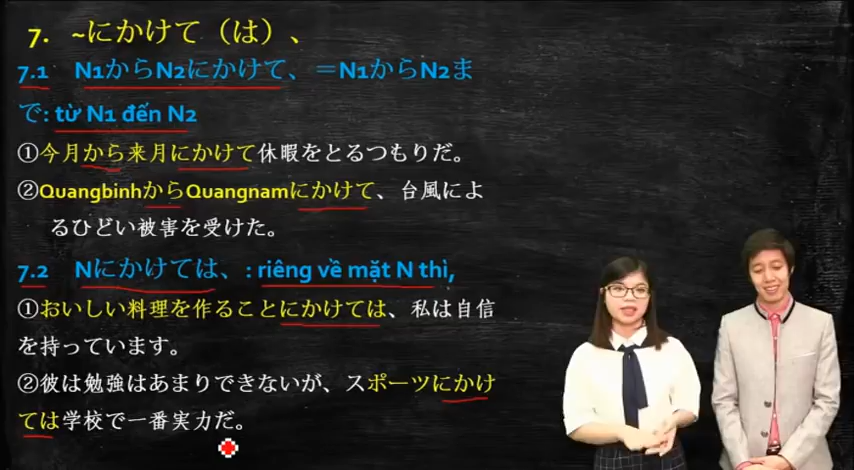 7. ~にかけて（は）、
7.1 N1からN2にかけて、＝N1からN2ま
で: từ N1 đến N2
①今月から来月にかけて休暇をとるつもりだ。
②QuangbinhからQuangnamにかけて、台風によ
るひどい被害を受けた。
7.2 Nにかけては、: riêng về mặt N thì,
①おいしい料理を作ることにかけては、私は自信
を持っています。
②彼は勉強はあまりできないが、スポーツにかけ
ては学校で一番実力だ。